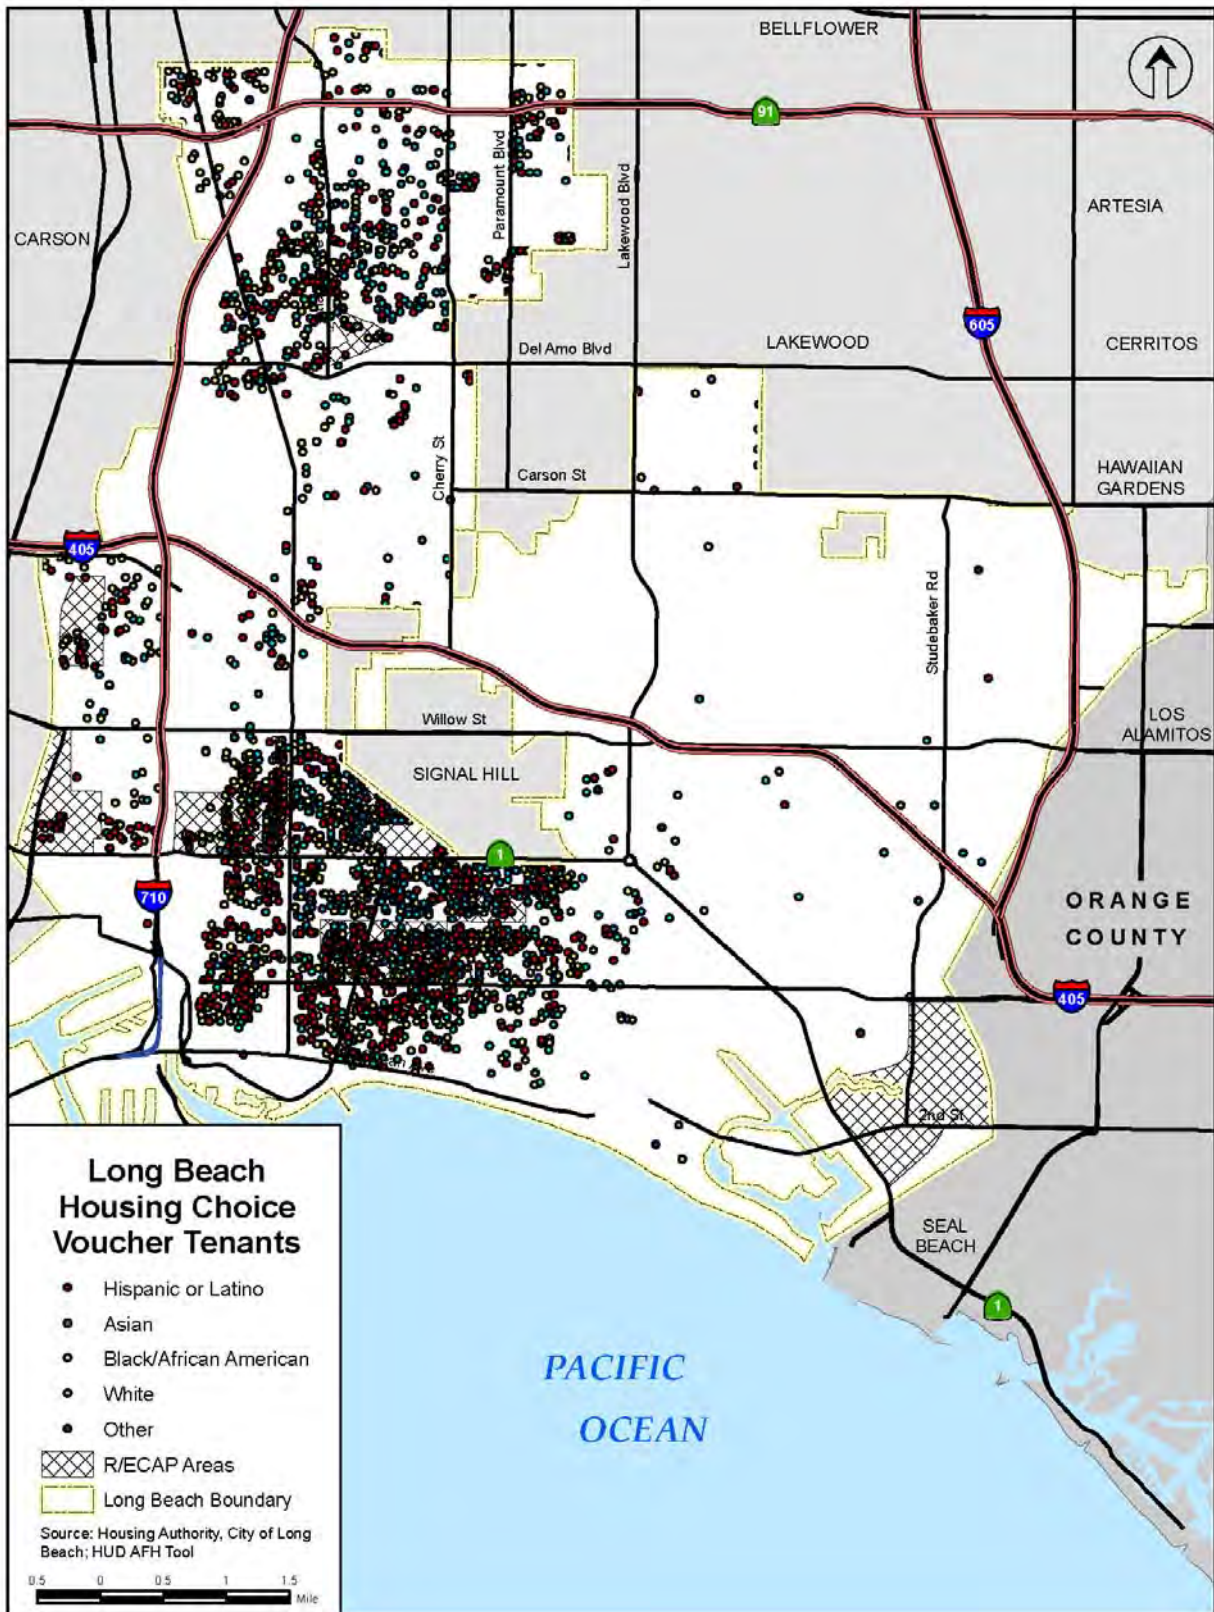 BELLFLOWER
91
Paramount Blvd
Lakewood Blvd
ARTESIA
CARSON
605
Del Amo Blvd
LAKEWOOD
CERRITOS
Cherry St
Carson St
HAWAIIAN
GARDENS
405
Studebaker Rd
Willow St
LOS
ALAMITOS
SIGNAL HILL
1
710
ORANGE
COUNTY
405
2nd St
Long Beach
Housing Choice
Voucher Tenants
Hispanic or Latino
Asian
Black/African American
White
Other
R/ECAP Areas
Long Beach Boundary
Source: Housing Authority, City of Long
Beach; HUD AFH Tool
0.5 0 0.5 1 1.5
Mile
SEAL
BEACH
1
PACIFIC
OCEAN